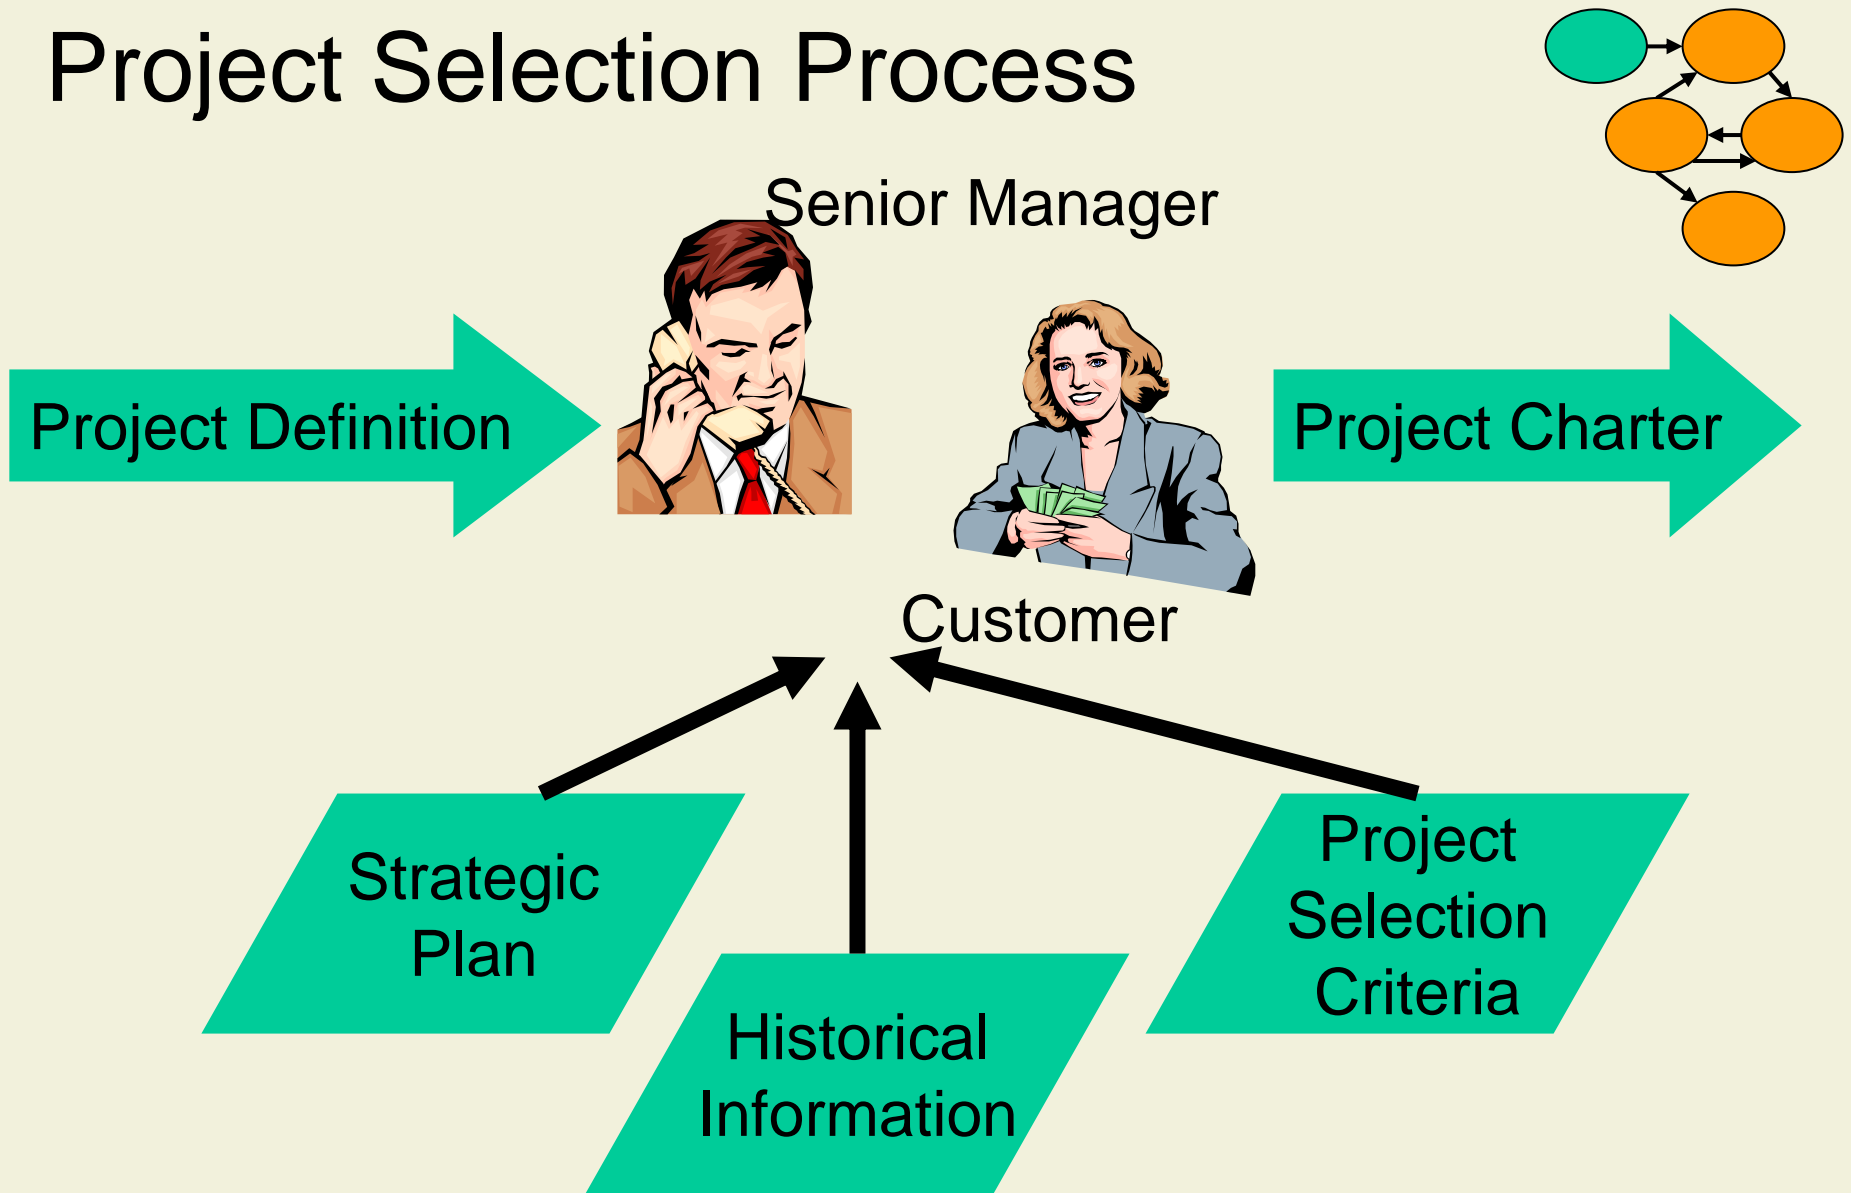 Project Selection Process
Senior Manager
Project Definition
Project Charter
Customer
Strategic
Plan
Historical
Information
Project
Selection
Criteria